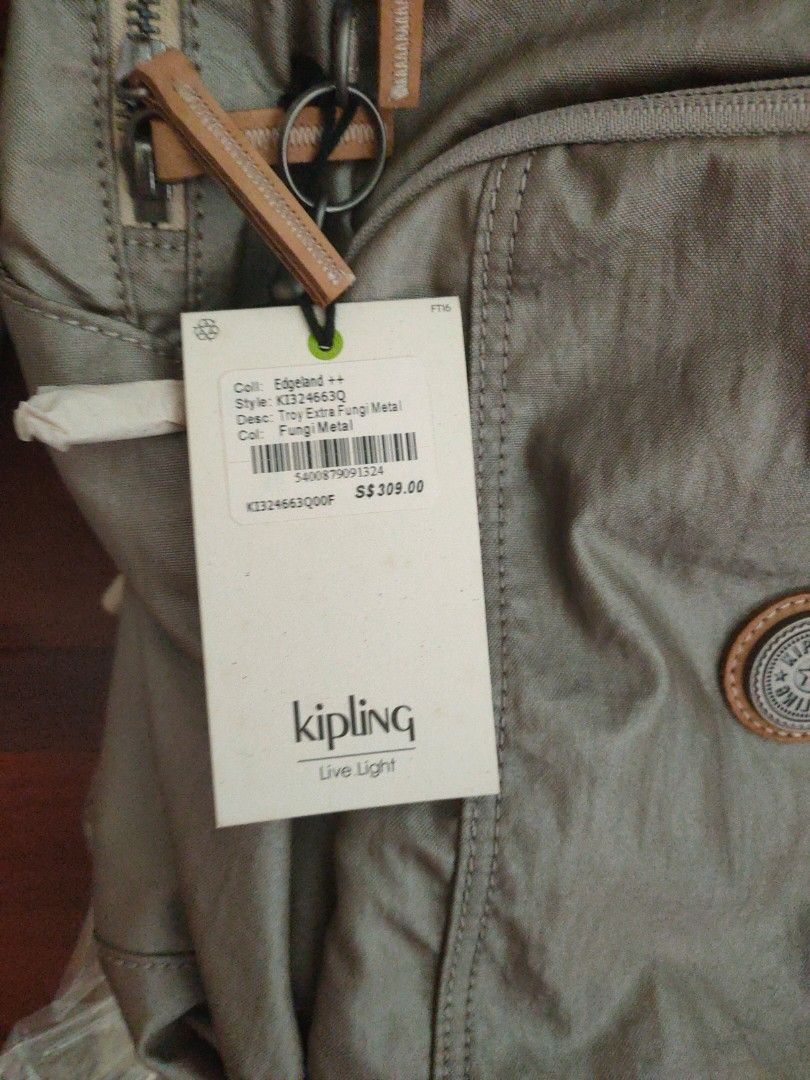 FT16
Coll: Edgeland ++
Style: KI324663Q
Desc: Troy Extra Fungi Metal
Col: Fungi Metal
5400879091324
KI324663Q00F S$309.00
kipling
Live.Light